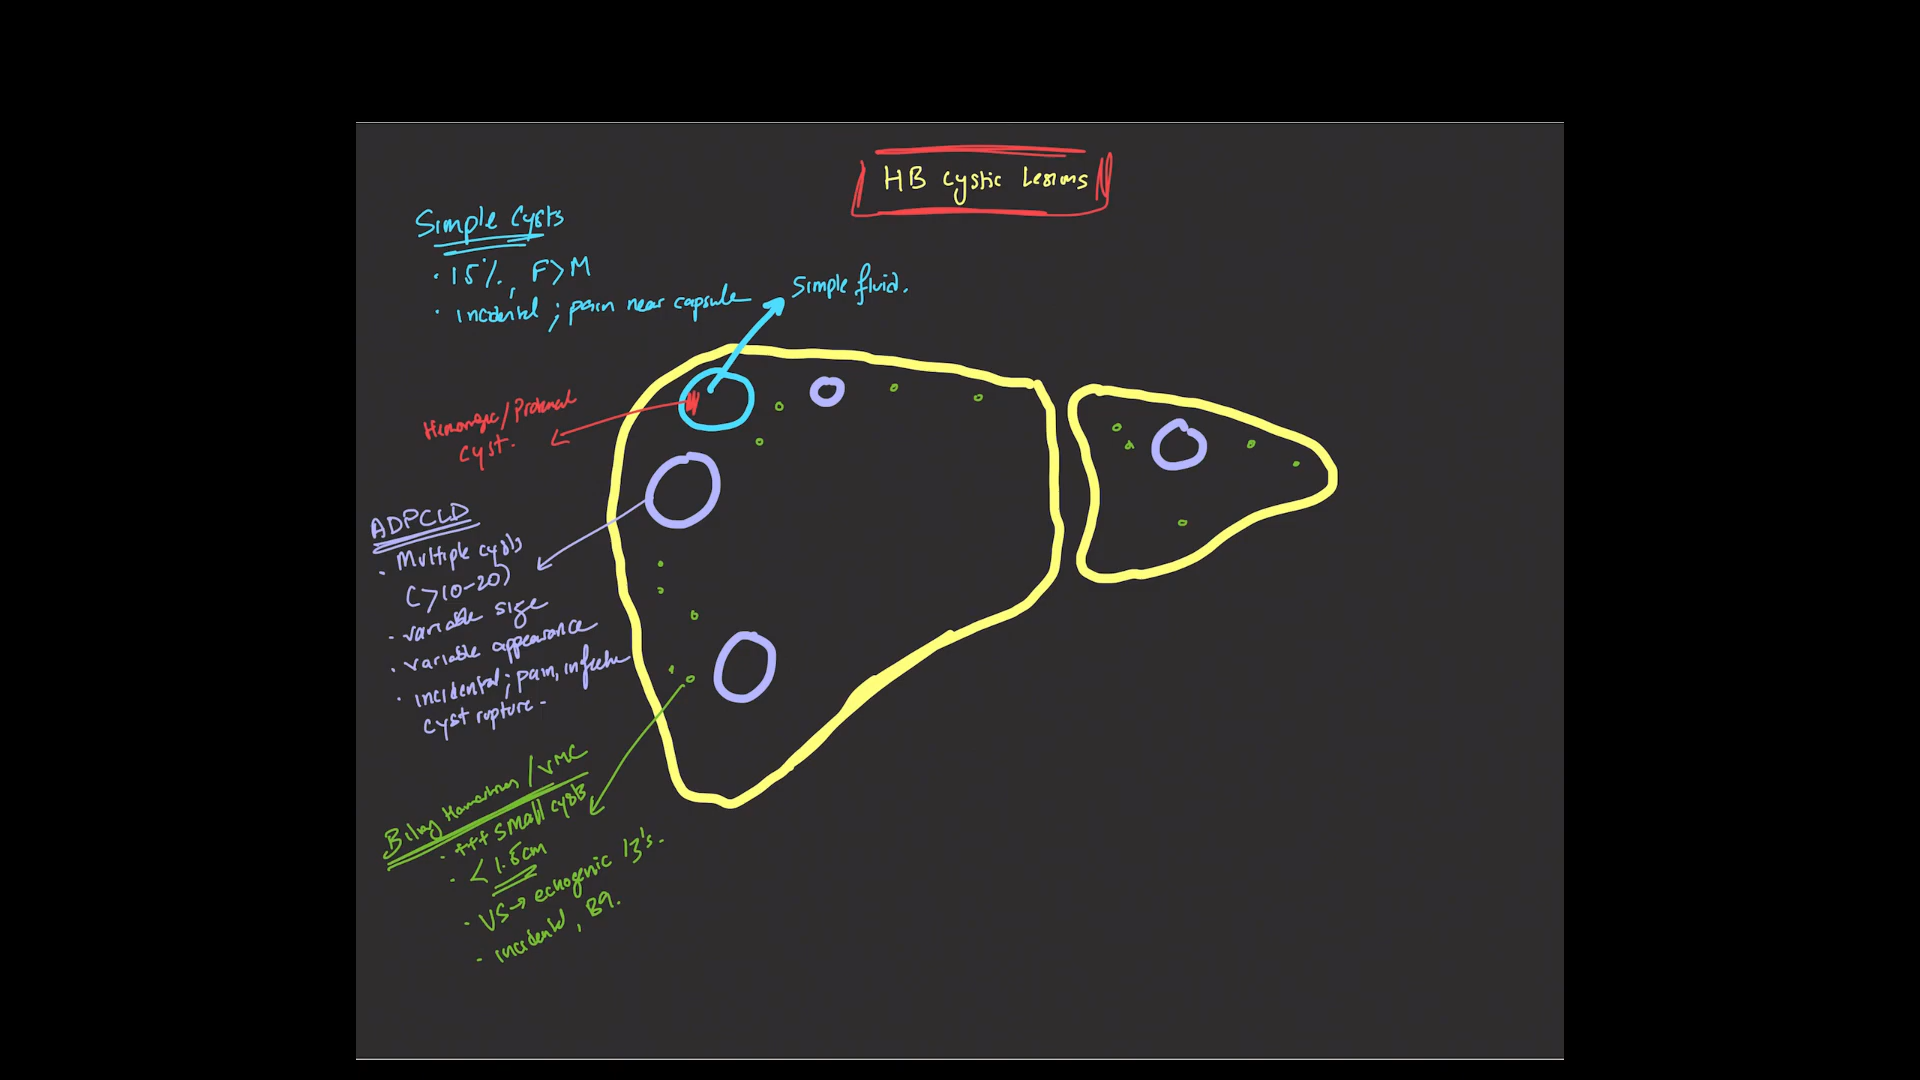 HB Cystic Lesions
Simple Cysts
· 15%, F>M
· incidental ; pain near capsule
Simple fluid.
Cyst.
ADPCLD
· Multiple cysts
(>10-20)
· variable size
· variable appearance
· incidental ; pain, infection
cyst rupture -
Biliary Hamartomas / VMC
· +++ small cysts
· < 1.5cm
· US → echogenic B's.
· incidental, B9.